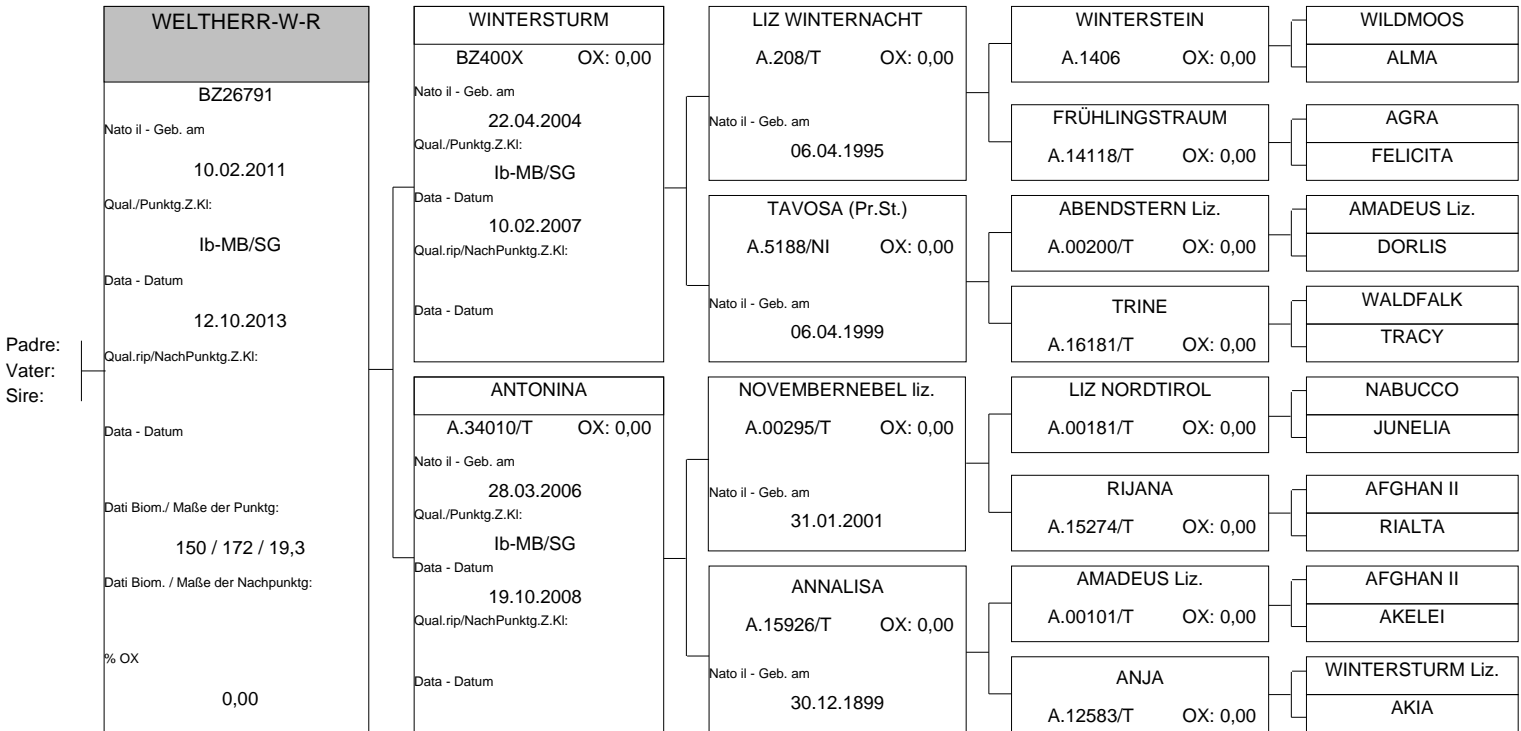 Padre:
Vater:
Sire:
WELTHERR-W-R
BZ26791
Nato il - Geb. am
10.02.2011
Qual./Punktg.Z.Kl:
Ib-MB/SG
Data - Datum
12.10.2013
Qual.rip/NachPunktg.Z.Kl:
Data - Datum
Dati Biom./ Maße der Punktg:
150 / 172 / 19,3
Dati Biom. / Maße der Nachpunktg:
% OX
0,00
WINTERSTURM
BZ400X OX: 0,00
Nato il - Geb. am
22.04.2004
Qual./Punktg.Z.Kl:
Ib-MB/SG
Data - Datum
10.02.2007
Qual.rip/NachPunktg.Z.Kl:
Data - Datum
ANTONINA
A.34010/T OX: 0,00
Nato il - Geb. am
28.03.2006
Qual./Punktg.Z.Kl:
Ib-MB/SG
Data - Datum
19.10.2008
Qual.rip/NachPunktg.Z.Kl:
Data - Datum
LIZ WINTERNACHT
A.208/T OX: 0,00
Nato il - Geb. am
06.04.1995
TAVOSA (Pr.St.)
A.5188/NI OX: 0,00
Nato il - Geb. am
06.04.1999
NOVEMBERNEBEL liz.
A.00295/T OX: 0,00
Nato il - Geb. am
31.01.2001
ANNALISA
A.15926/T OX: 0,00
Nato il - Geb. am
30.12.1899
WINTERSTEIN
A.1406 OX: 0,00
FRÜHLINGSTRAUM
A.14118/T OX: 0,00
ABENDSTERN Liz.
A.00200/T OX: 0,00
TRINE
A.16181/T OX: 0,00
LIZ NORDTIROL
A.00181/T OX: 0,00
RIJANA
A.15274/T OX: 0,00
AMADEUS Liz.
A.00101/T OX: 0,00
ANJA
A.12583/T OX: 0,00
WILDMOOS
ALMA
AGRA
FELICITA
AMADEUS Liz.
DORLIS
WALDFALK
TRACY
NABUCCO
JUNELIA
AFGHAN II
RIALTA
AFGHAN II
AKELEI
WINTERSTURM Liz.
AKIA